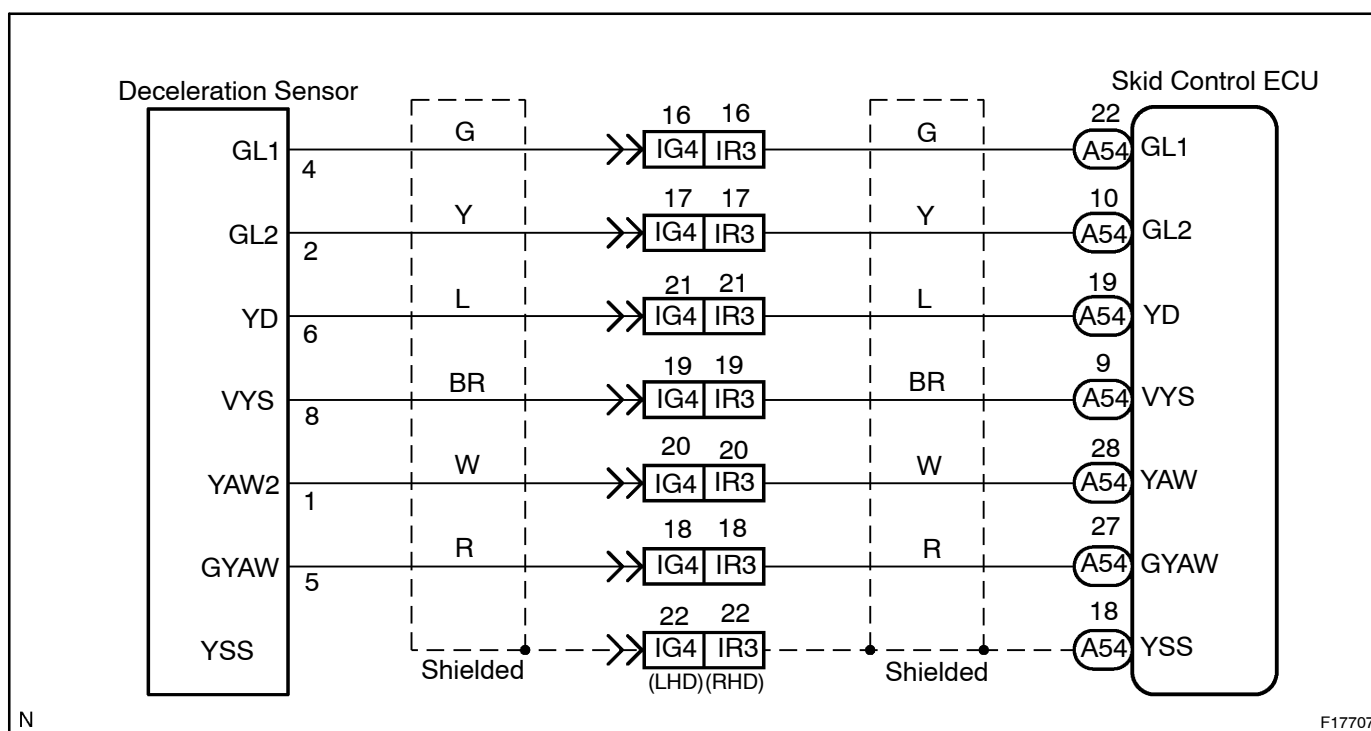 Deceleration Sensor
Skid Control ECU
GL1 4 G 16 16 IG4 IR3 G 22 A54 GL1
GL2 2 Y 17 17 IG4 IR3 Y 10 A54 GL2
YD 6 L 21 21 IG4 IR3 L 19 A54 YD
VYS 8 BR 19 19 IG4 IR3 BR 9 A54 VYS
YAW2 1 W 20 20 IG4 IR3 W 28 A54 YAW
GYAW 5 R 18 18 IG4 IR3 R 27 A54 GYAW
YSS 22 22 IG4 IR3 18 A54 YSS
Shielded (LHD) (RHD) Shielded
N F17707